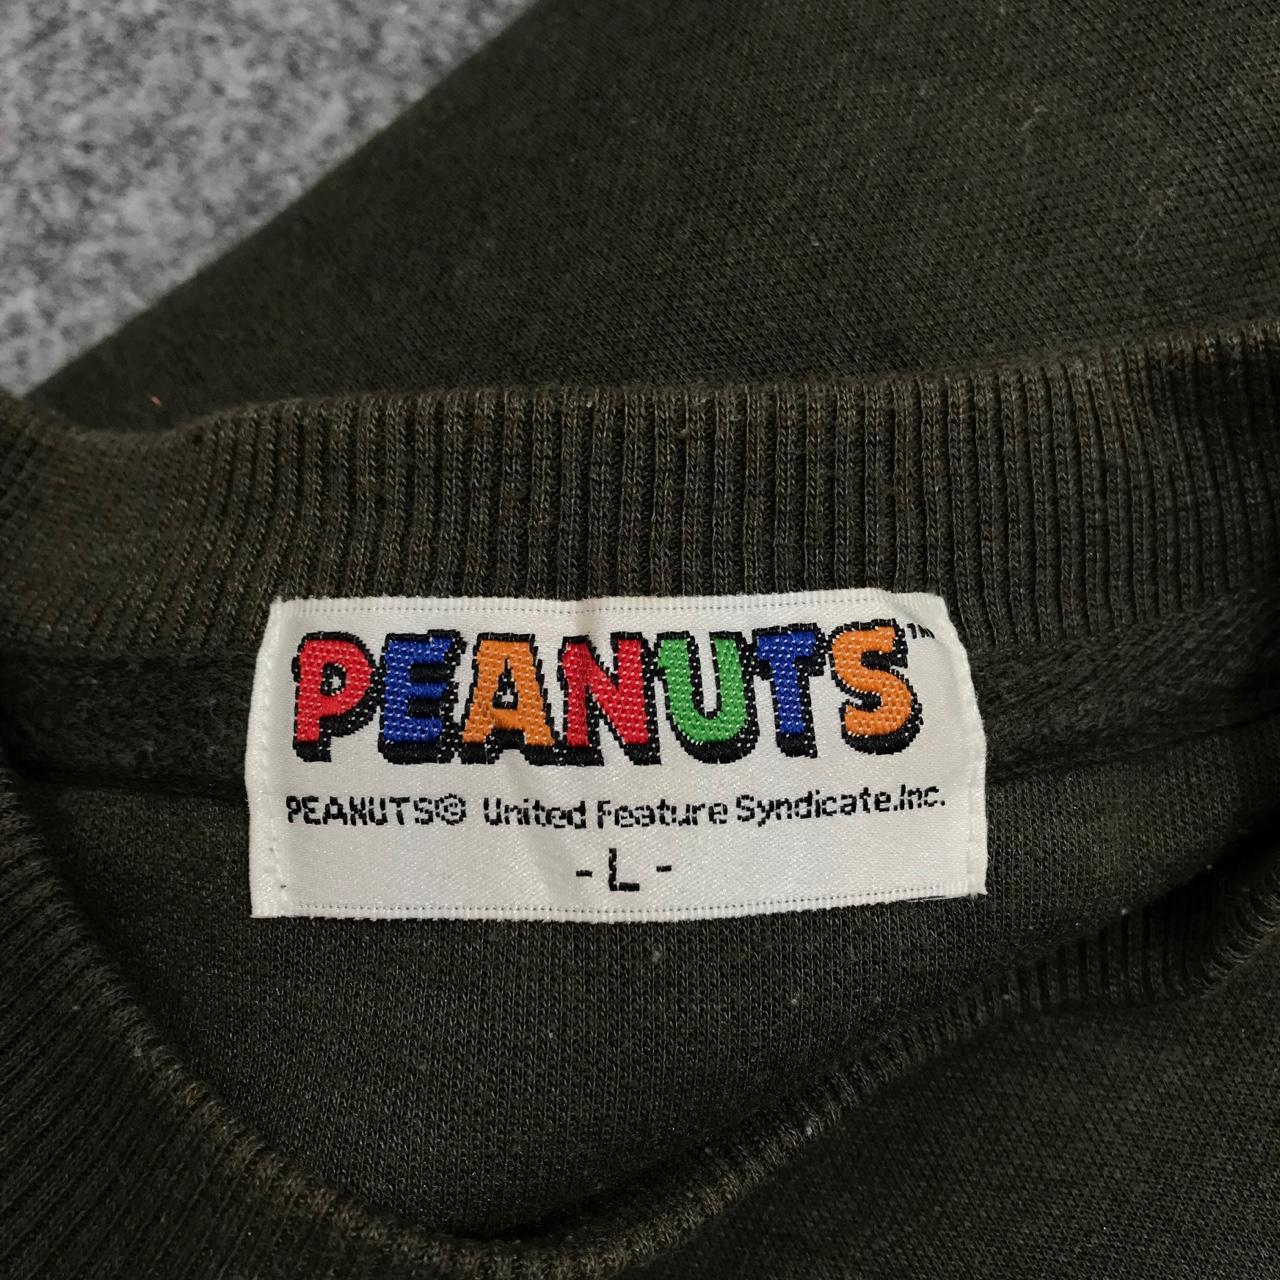 PEANUTS™
PEANUTS© United Feature Syndicate.Inc.
- L -